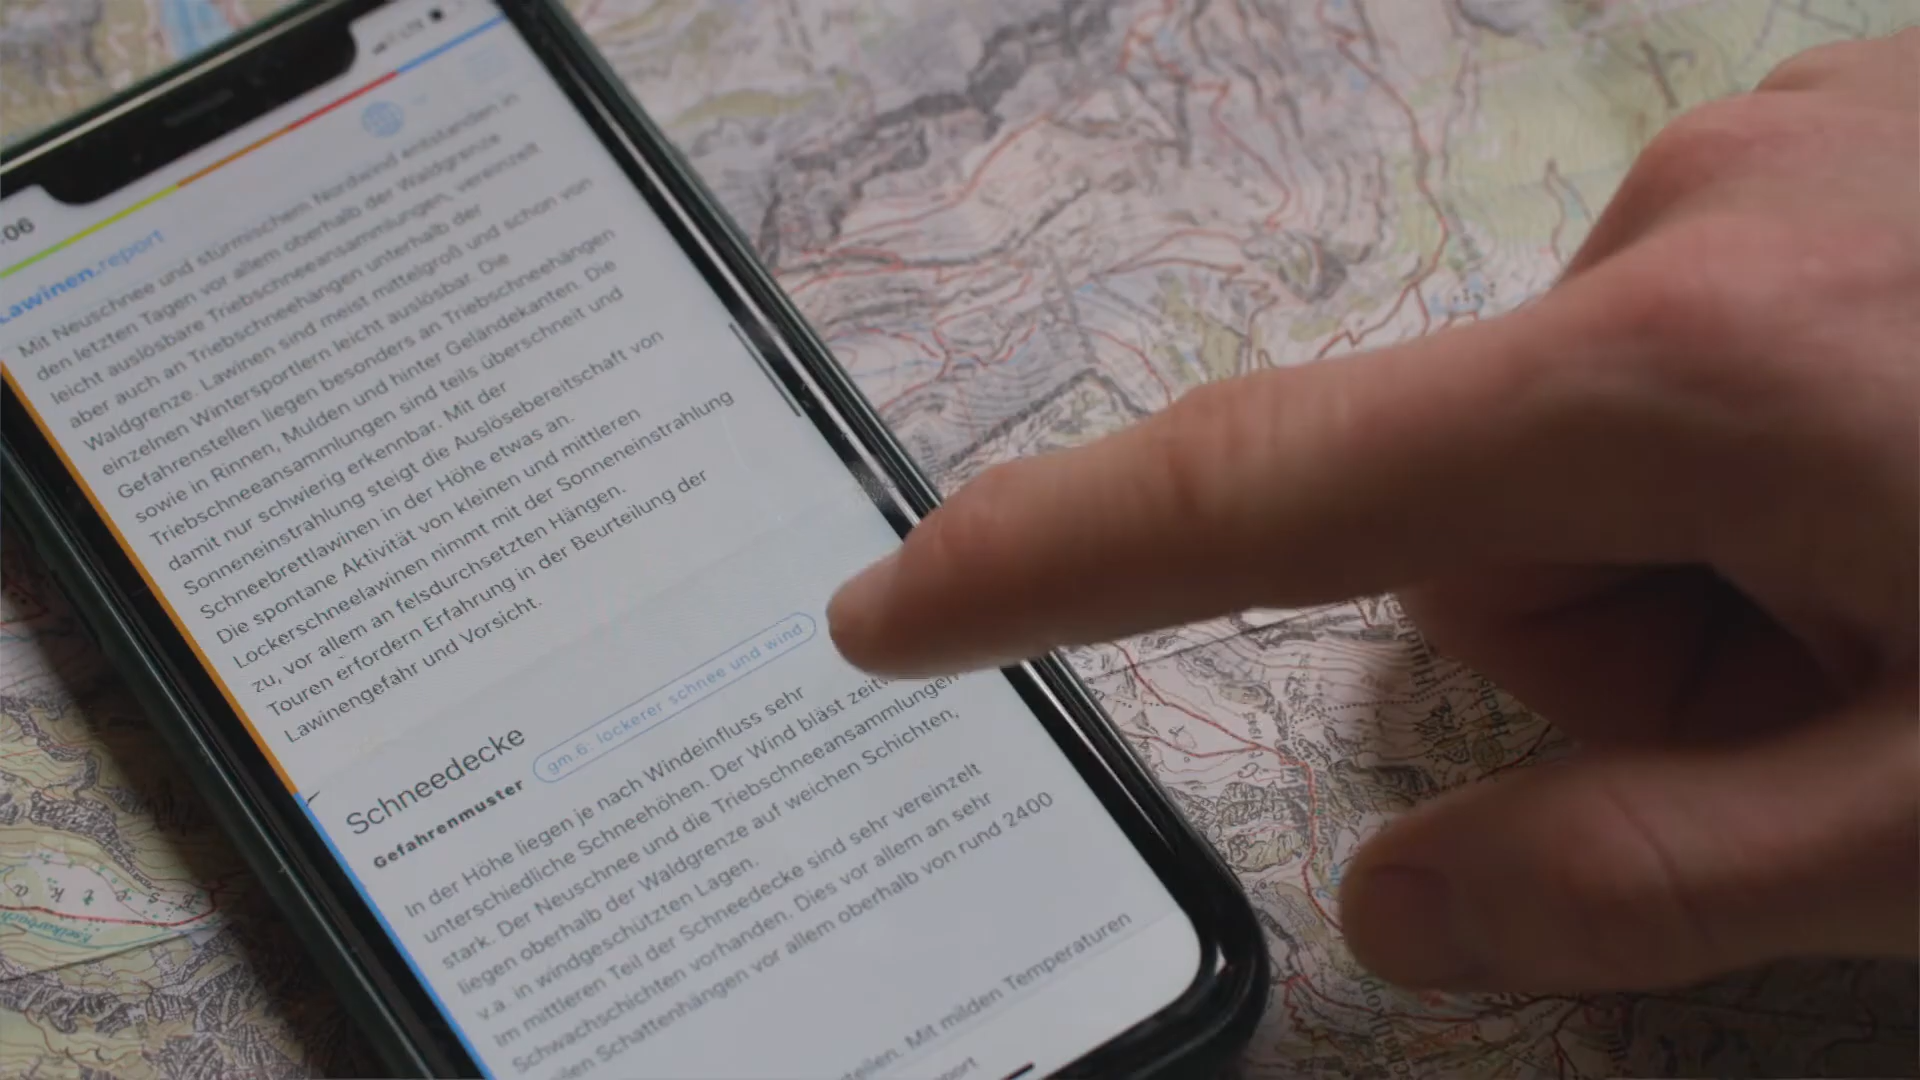 :06
LTE
Lawinen.report
Mit Neuschnee und stürmischem Nordwind entstanden in
den letzten Tagen vor allem oberhalb der Waldgrenze
leicht auslösbare Triebschneeansammlungen, vereinzelt
aber auch an Triebschneehängen unterhalb der
Waldgrenze. Lawinen sind meist mittelgroß und schon von
einzelnen Wintersportlern leicht auslösbar. Die
Gefahrenstellen liegen besonders an Triebschneehängen
sowie in Rinnen, Mulden und hinter Geländekanten. Die
Triebschneeansammlungen sind teils überschneit und
damit nur schwierig erkennbar. Mit der
Sonneneinstrahlung steigt die Auslösebereitschaft von
Schneebrettlawinen in der Höhe etwas an.
Die spontane Aktivität von kleinen und mittleren
Lockerschneelawinen nimmt mit der Sonneneinstrahlung
zu, vor allem an felsdurchsetzten Hängen.
Touren erfordern Erfahrung in der Beurteilung der
Lawinengefahr und Vorsicht.
Schneedecke
Gefahrenmuster gm.6: lockerer schnee und wind
In der Höhe liegen je nach Windeinfluss sehr
unterschiedliche Schneehöhen. Der Wind bläst
stark. Der Neuschnee und die Triebschneeansammlungen
liegen oberhalb der Waldgrenze auf weichen Schichten,
v.a. in windgeschützten Lagen.
Im mittleren Teil der Schneedecke sind sehr vereinzelt
Schwachschichten vorhanden. Dies vor allem an sehr
Schattenhängen vor allem oberhalb von rund 2400
Mit milden Temperaturen